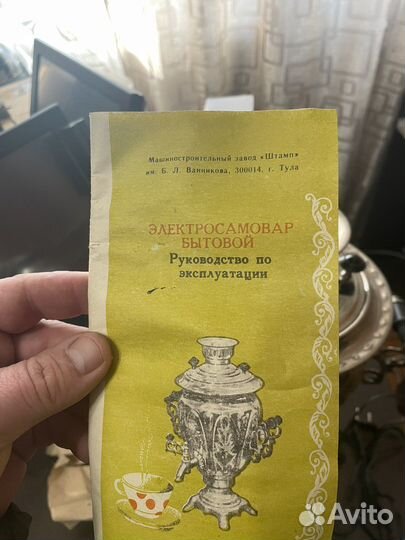 Машиностроительный завод «Штамп»
им. Б. Л. Ванникова, 300014, г. Тула
ЭЛЕКТРОСАМОВАР
БЫТОВОЙ
Руководство по
эксплуатации
Avito